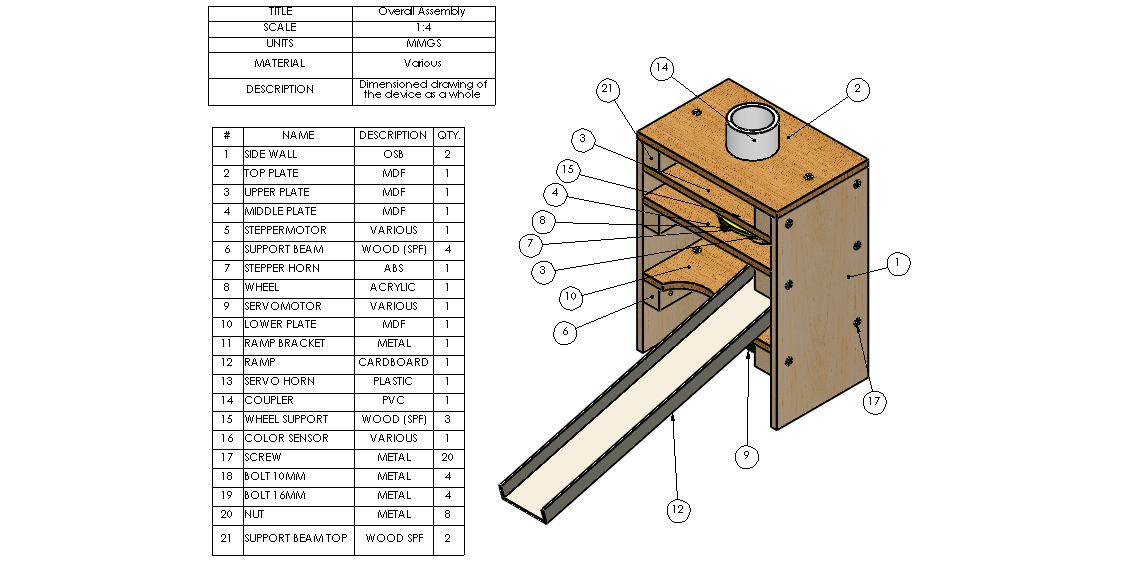 TITLE Overall Assembly
SCALE 1:4
UNITS MMGS
MATERIAL Various
DESCRIPTION Dimensioned drawing of
the device as a whole
# NAME DESCRIPTION QTY.
1 SIDE WALL OSB 2
2 TOP PLATE MDF 1
3 UPPER PLATE MDF 1
4 MIDDLE PLATE MDF 1
5 STEPPERMOTOR VARIOUS 1
6 SUPPORT BEAM WOOD (SPF) 4
7 STEPPER HORN ABS 1
8 WHEEL ACRYLIC 1
9 SERVOMOTOR VARIOUS 1
10 LOWER PLATE MDF 1
11 RAMP BRACKET METAL 1
12 RAMP CARDBOARD 1
13 SERVO HORN PLASTIC 1
14 COUPLER PVC 1
15 WHEEL SUPPORT WOOD (SPF) 3
16 COLOR SENSOR VARIOUS 1
17 SCREW METAL 20
18 BOLT 10MM METAL 4
19 BOLT 16MM METAL 4
20 NUT METAL 8
21 SUPPORT BEAM TOP WOOD SPF 2
14
21
2
3
15
4
8
7
3
10
6
1
17
9
12